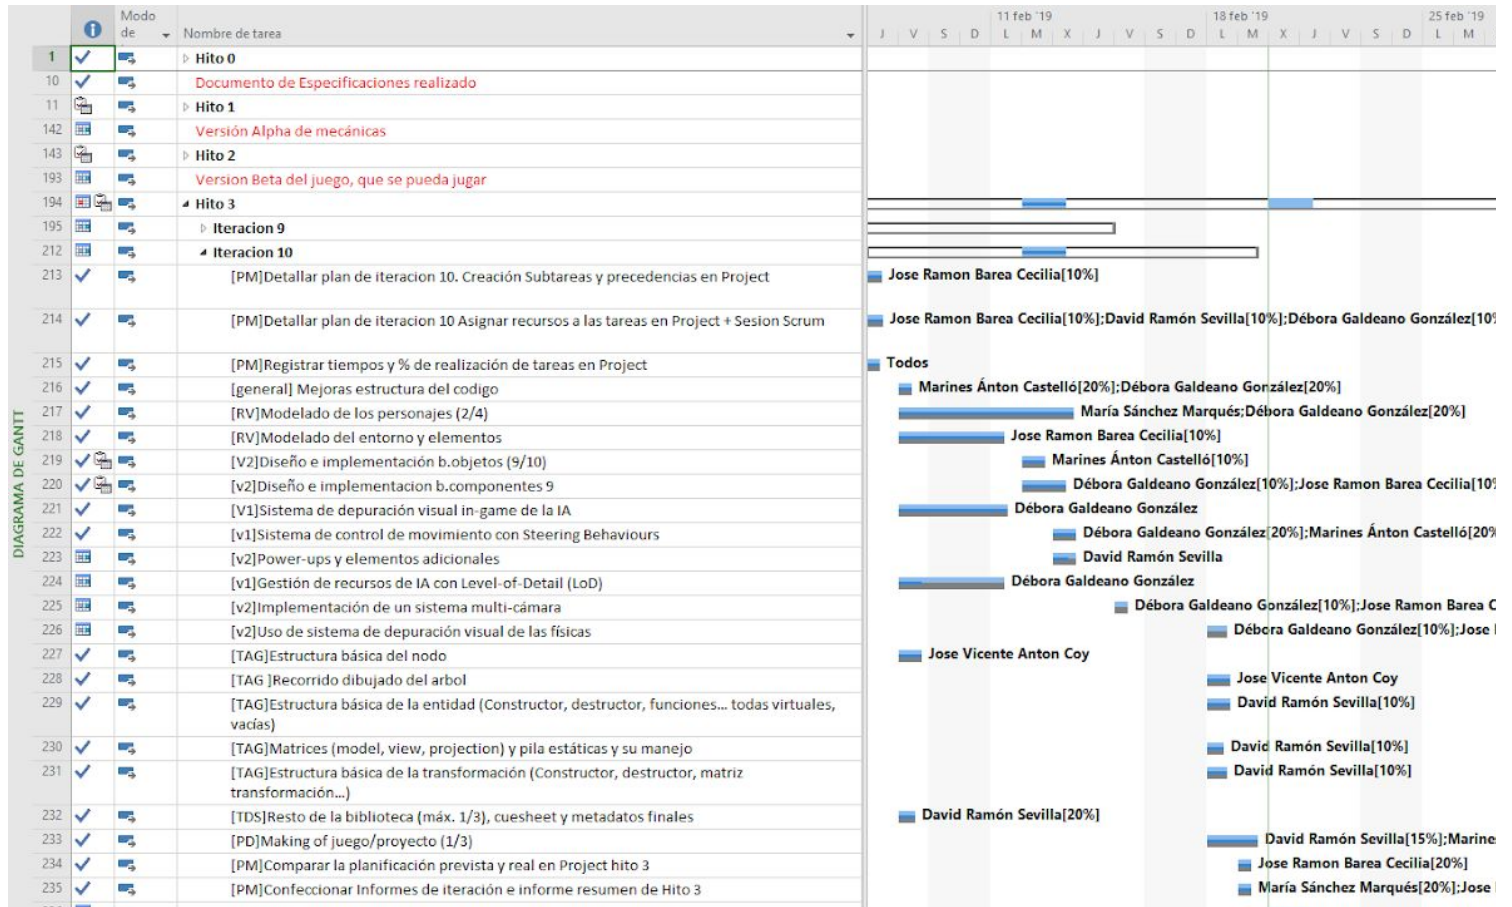 Modo
de
Nombre de tarea
11 feb '19
18 feb '19
25 feb '19
J V S D L M X J V S D L M X J V S D L M
1 Hito 0
10 Documento de Especificaciones realizado
11 Hito 1
142 Versión Alpha de mecánicas
143 Hito 2
193 Version Beta del juego, que se pueda jugar
194 Hito 3
195 Iteracion 9
212 Iteracion 10
213 [PM]Detallar plan de iteracion 10. Creación Subtareas y precedencias en Project Jose Ramon Barea Cecilia[10%]
214 [PM]Detallar plan de iteracion 10 Asignar recursos a las tareas en Project + Sesion Scrum Jose Ramon Barea Cecilia[10%];David Ramón Sevilla[10%];Débora Galdeano González[10%
215 [PM]Registrar tiempos y % de realización de tareas en Project Todos
216 [general] Mejoras estructura del codigo Marines Ánton Castelló[20%];Débora Galdeano González[20%]
217 [RV]Modelado de los personajes (2/4) María Sánchez Marqués;Débora Galdeano González[20%]
218 [RV]Modelado del entorno y elementos Jose Ramon Barea Cecilia[10%]
219 [V2]Diseño e implementación b.objetos (9/10) Marines Ánton Castelló[10%]
220 [v2]Diseño e implementacion b.componentes 9 Débora Galdeano González[10%];Jose Ramon Barea Cecilia[10%
221 [V1]Sistema de depuración visual in-game de la IA Débora Galdeano González
222 [v1]Sistema de control de movimiento con Steering Behaviours Débora Galdeano González[20%];Marines Ánton Castelló[20%
223 [v2]Power-ups y elementos adicionales David Ramón Sevilla
224 [v1]Gestión de recursos de IA con Level-of-Detail (LoD) Débora Galdeano González
225 [v2]Implementación de un sistema multi-cámara Débora Galdeano González[10%];Jose Ramon Barea C
226 [v2]Uso de sistema de depuración visual de las físicas Débora Galdeano González[10%];Jose
227 [TAG]Estructura básica del nodo Jose Vicente Anton Coy
228 [TAG ]Recorrido dibujado del arbol Jose Vicente Anton Coy
229 [TAG]Estructura básica de la entidad (Constructor, destructor, funciones... todas virtuales, David Ramón Sevilla[10%]
vacías)
230 [TAG]Matrices (model, view, projection) y pila estáticas y su manejo David Ramón Sevilla[10%]
231 [TAG]Estructura básica de la transformación (Constructor, destructor, matriz David Ramón Sevilla[10%]
transformación...)
232 [TDS]Resto de la biblioteca (máx. 1/3), cuesheet y metadatos finales David Ramón Sevilla[20%]
233 [PD]Making of juego/proyecto (1/3) David Ramón Sevilla[15%];Marines
234 [PM]Comparar la planificación prevista y real en Project hito 3 Jose Ramon Barea Cecilia[20%]
235 [PM]Confeccionar Informes de iteración e informe resumen de Hito 3 María Sánchez Marqués[20%];Jose
DIAGRAMA DE GANTT